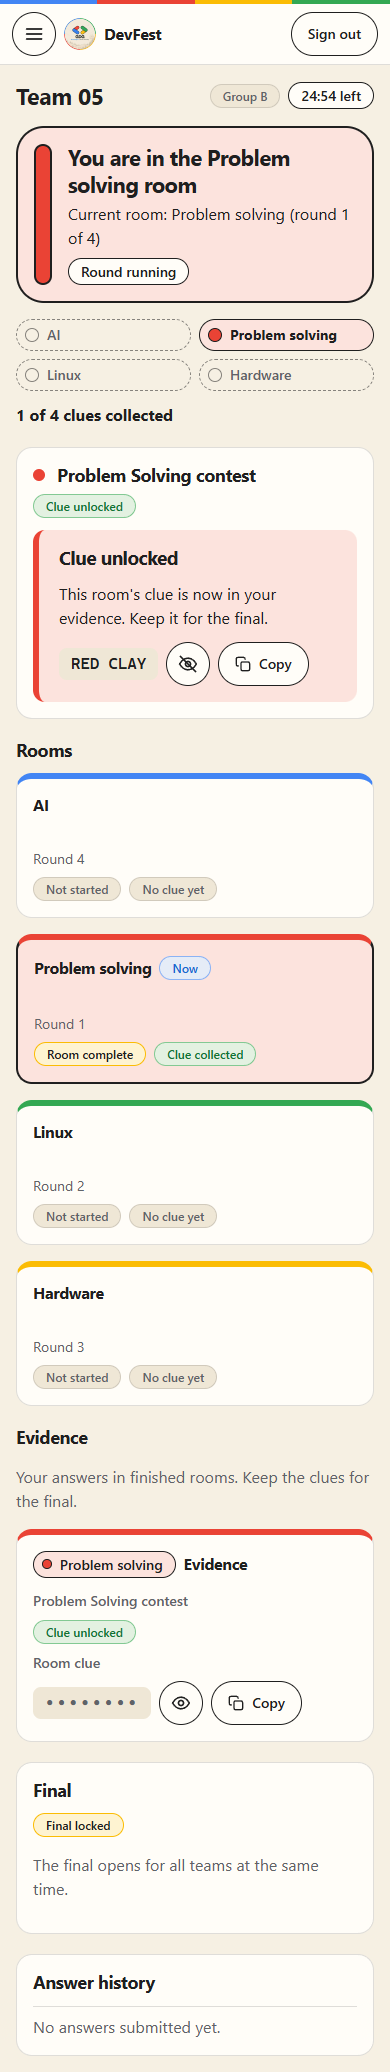 DevFest
Sign out
Team 05
Group B
24:54 left
You are in the Problem
solving room
Current room: Problem solving (round 1
of 4)
Round running
AI
Problem solving
Linux
Hardware
1 of 4 clues collected
Problem Solving contest
Clue unlocked
Clue unlocked
This room's clue is now in your
evidence. Keep it for the final.
RED CLAY
Copy
Rooms
AI
Round 4
Not started
No clue yet
Problem solving
Now
Round 1
Room complete
Clue collected
Linux
Round 2
Not started
No clue yet
Hardware
Round 3
Not started
No clue yet
Evidence
Your answers in finished rooms. Keep the clues for
the final.
Problem solving
Evidence
Problem Solving contest
Clue unlocked
Room clue
••••••••
Copy
Final
Final locked
The final opens for all teams at the same
time.
Answer history
No answers submitted yet.